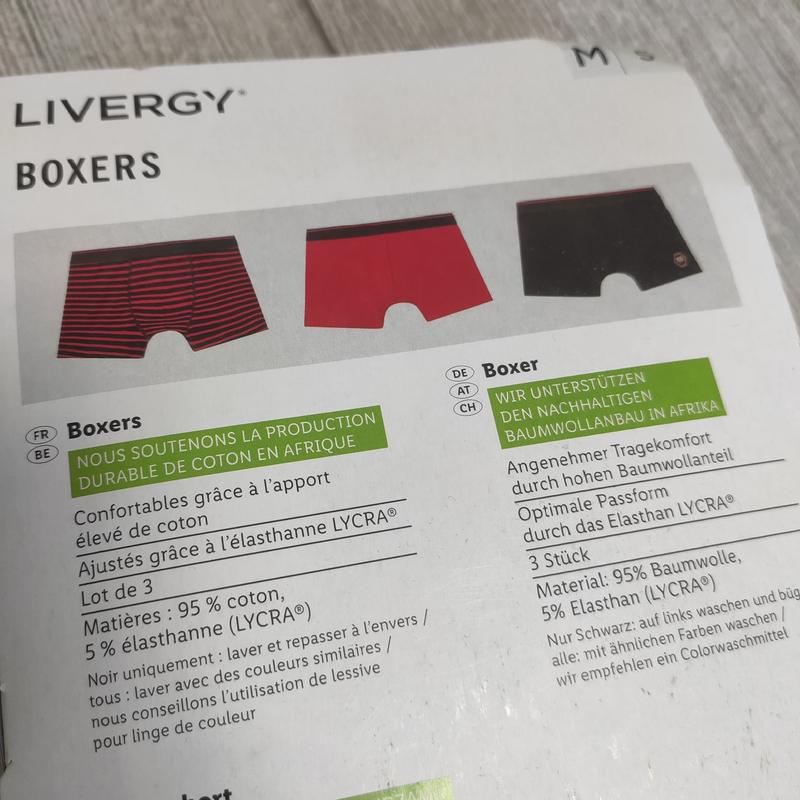 M S
LIVERGY®
BOXERS
FR
BE
Boxers
NOUS SOUTENONS LA PRODUCTION
DURABLE DE COTON EN AFRIQUE
Confortables grâce à l'apport
élevé de coton
Ajustés grâce à l'élasthanne LYCRA®
Lot de 3
Matières : 95 % coton,
5 % élasthanne (LYCRA®)
Noir uniquement : laver et repasser à l'envers /
tous : laver avec des couleurs similaires /
nous conseillons l'utilisation de lessive
pour linge de couleur
DE
AT
CH
Boxer
WIR UNTERSTÜTZEN
DEN NACHHALTIGEN
BAUMWOLLANBAU IN AFRIKA
Angenehmer Tragekomfort
durch hohen Baumwollanteil
Optimale Passform
durch das Elasthan LYCRA®
3 Stück
Material: 95% Baumwolle,
5% Elasthan (LYCRA®)
Nur Schwarz: auf links waschen und
alle: mit ähnlichen Farben waschen /
wir empfehlen ein Colorwaschmittel